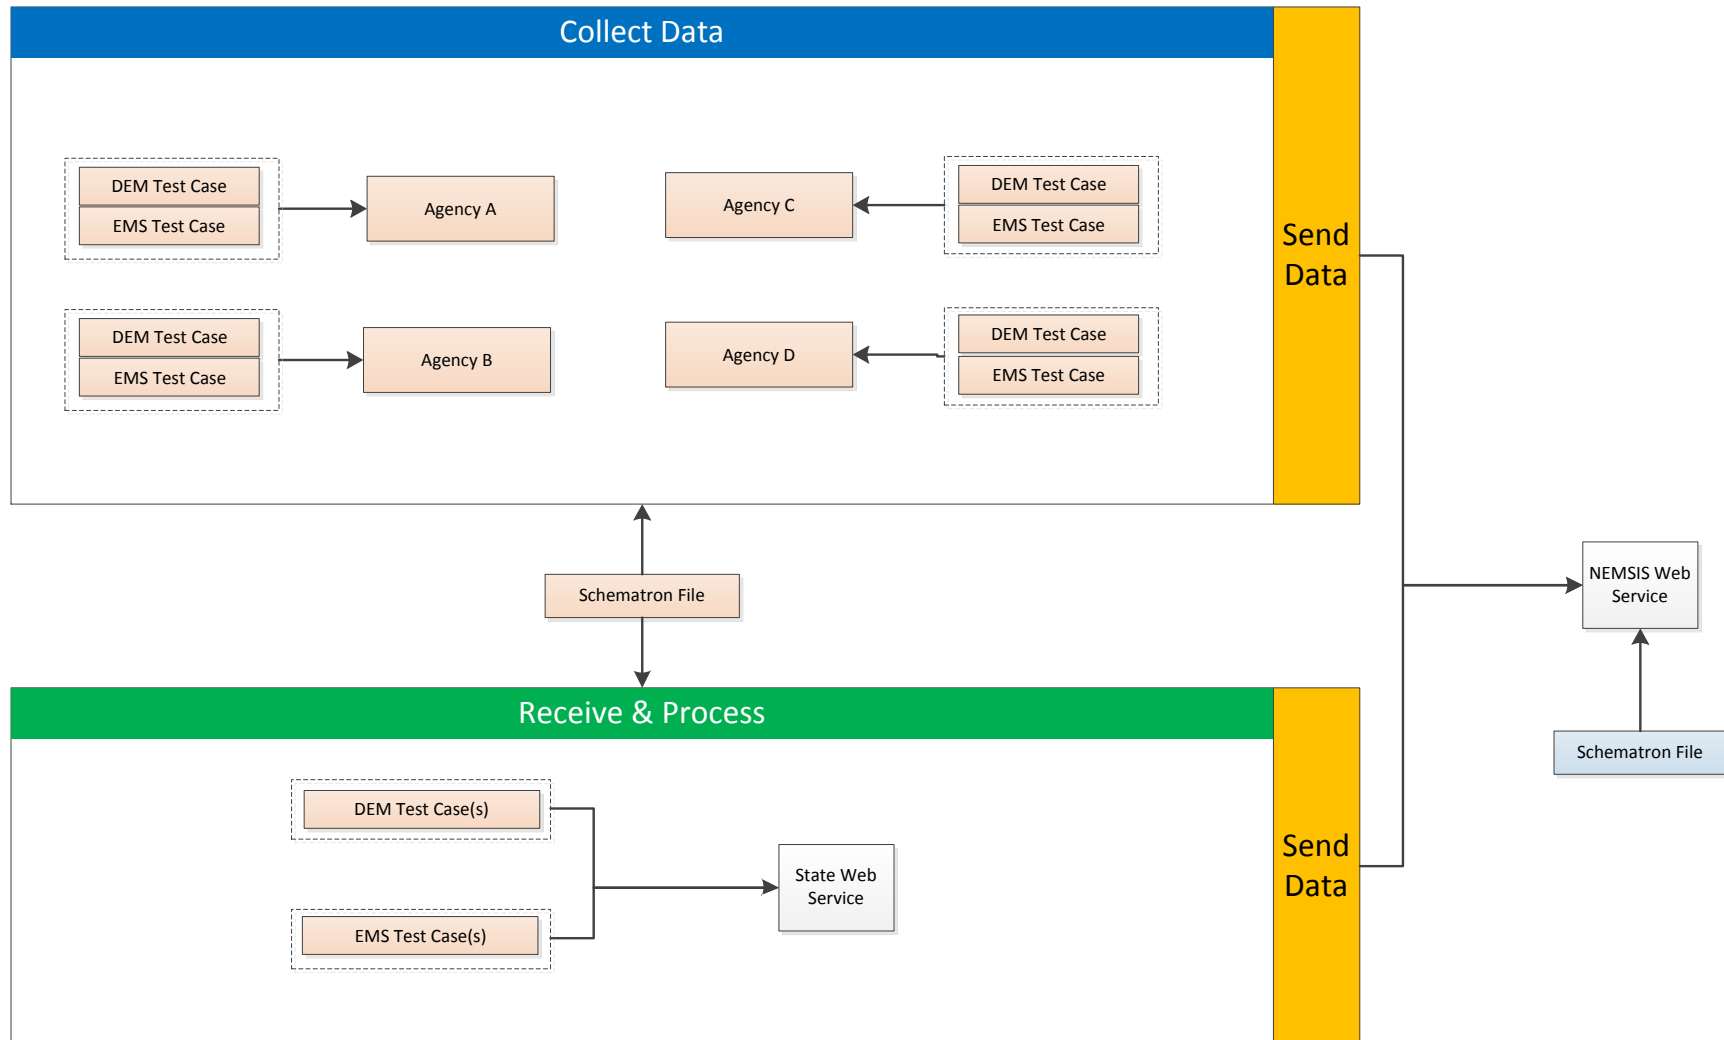 Collect Data
Send
Data
DEM Test Case
EMS Test Case
Agency A
Agency C
DEM Test Case
EMS Test Case
DEM Test Case
EMS Test Case
Agency B
Agency D
DEM Test Case
EMS Test Case
Schematron File
NEMSIS Web
Service
Schematron File
Receive & Process
Send
Data
DEM Test Case(s)
EMS Test Case(s)
State Web
Service